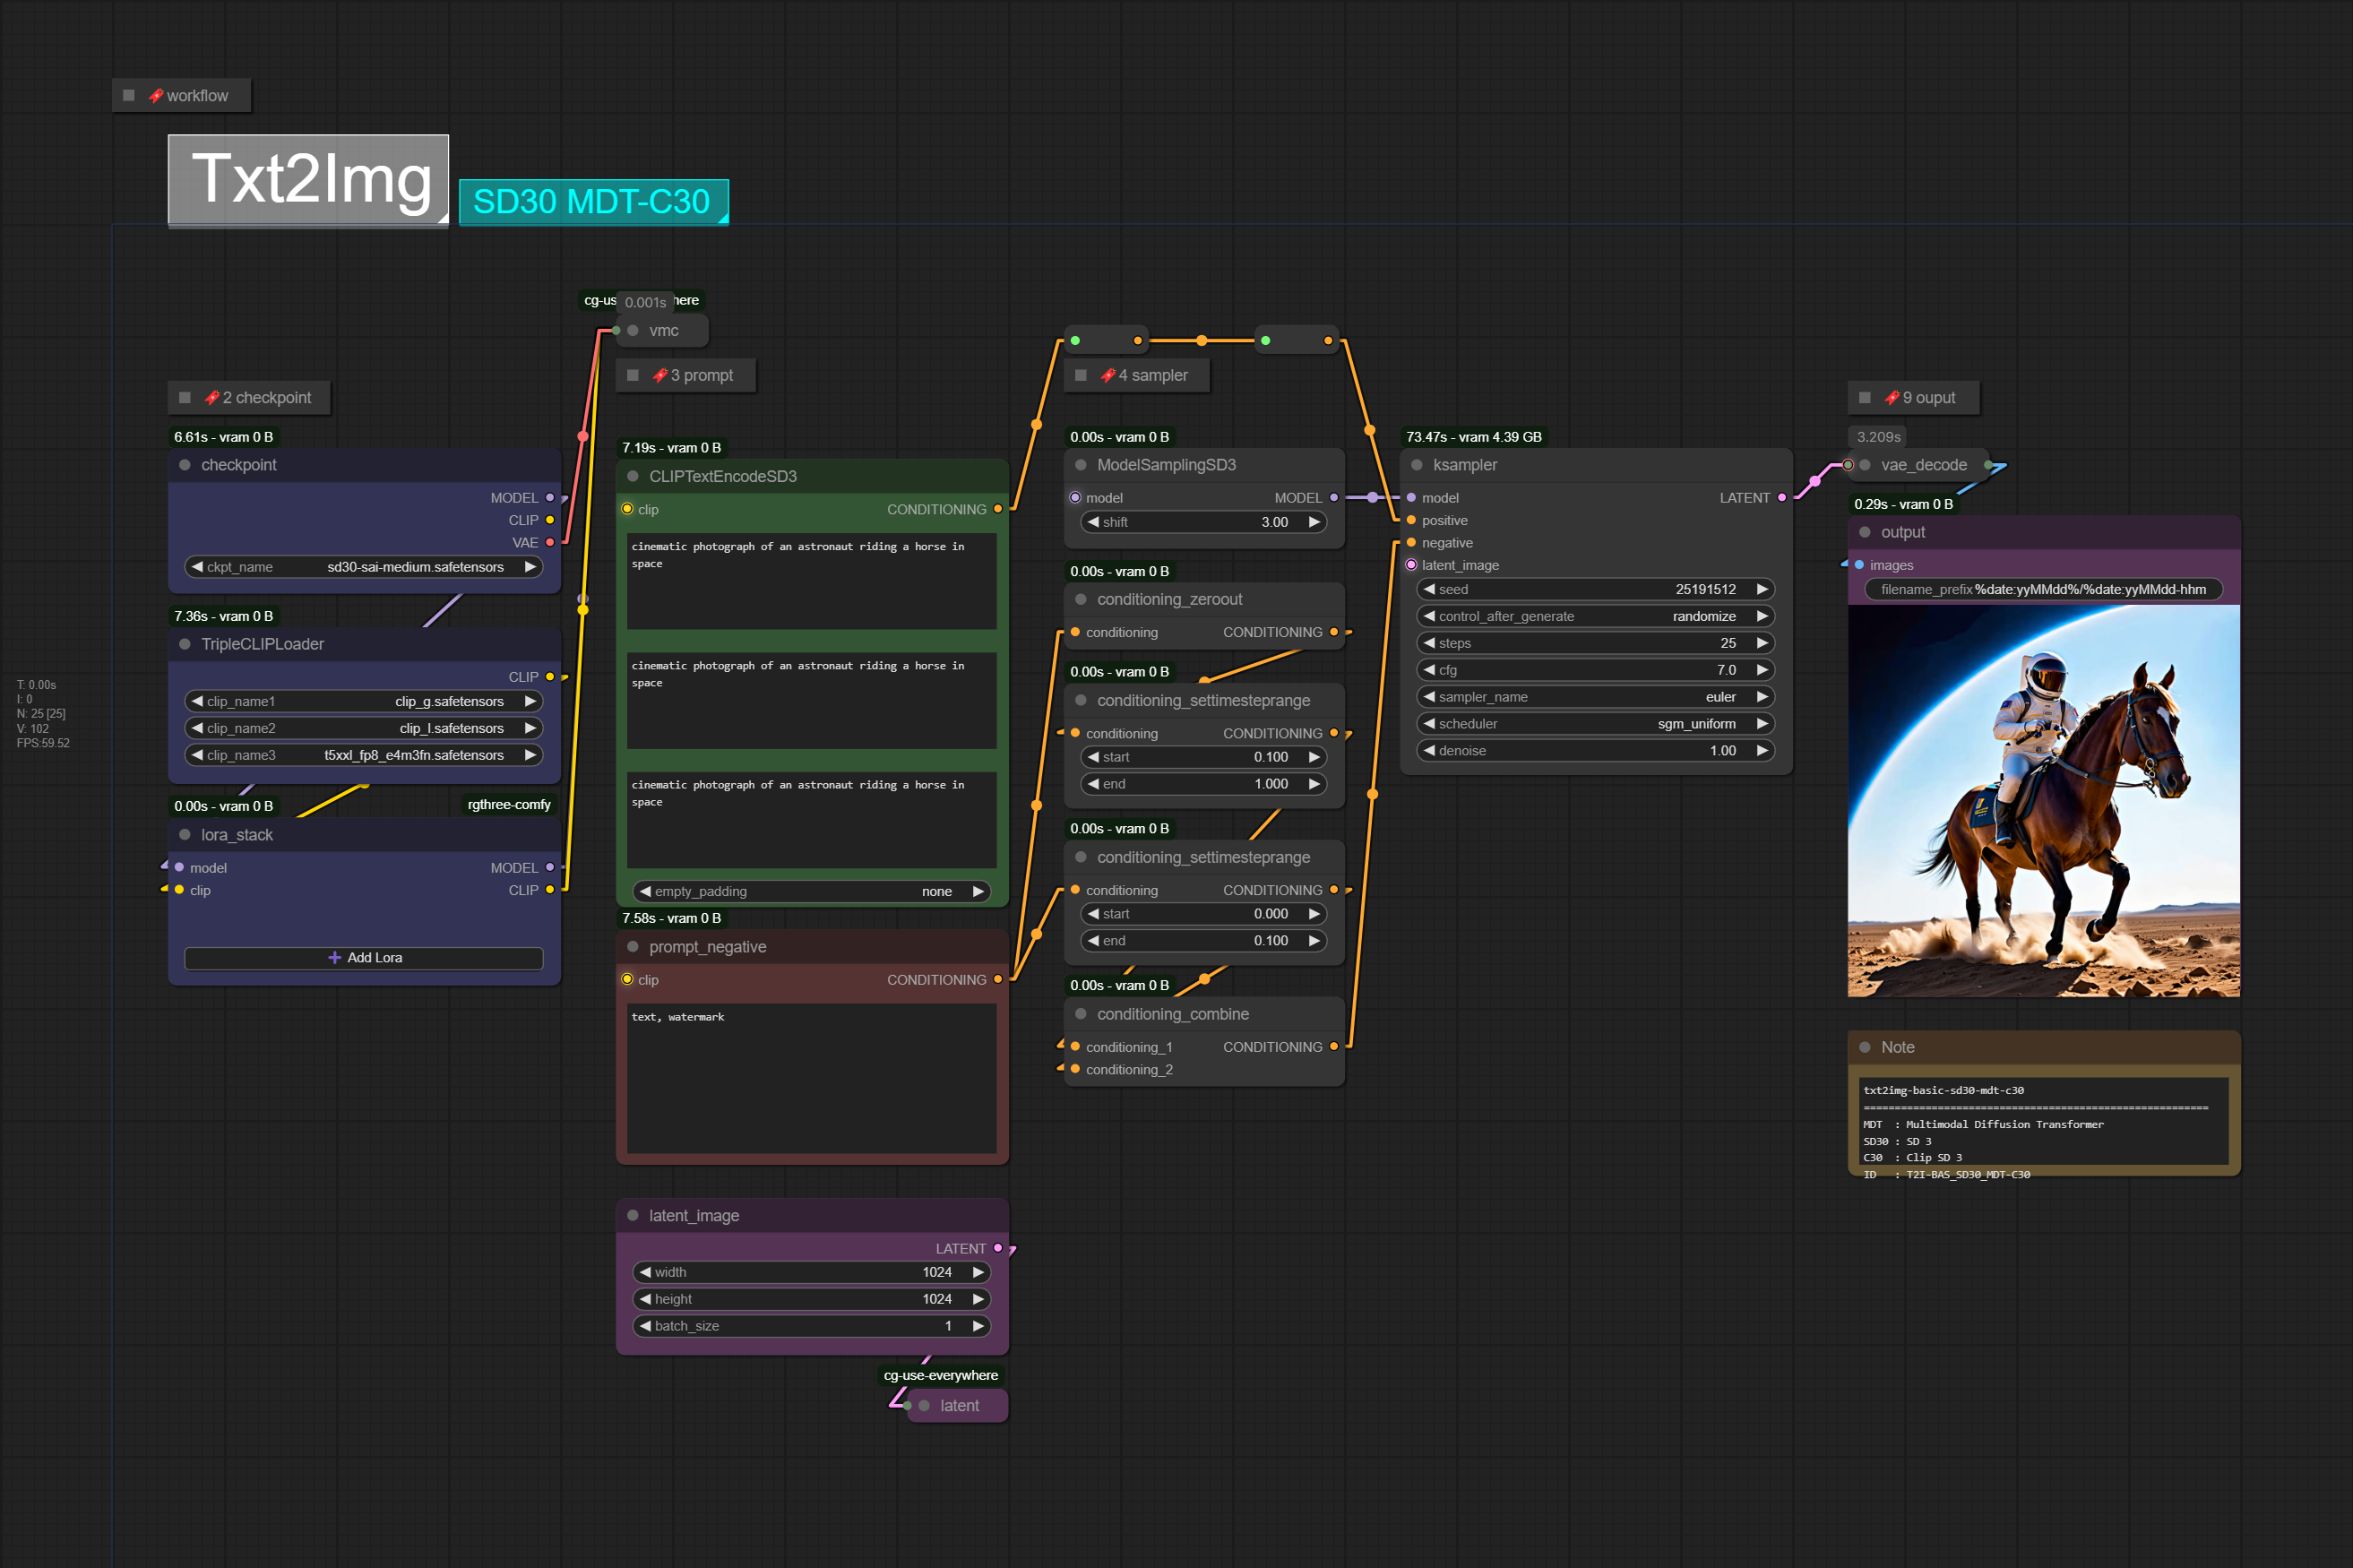 workflow
Txt2Img
SD30 MDT-C30
2 checkpoint
6.61s - vram 0 B
checkpoint
MODEL
CLIP
VAE
ckpt_name sd30-sai-medium.safetensors
7.36s - vram 0 B
TripleCLIPLoader
CLIP
clip_name1 clip_g.safetensors
clip_name2 clip_l.safetensors
clip_name3 t5xxl_fp8_e4m3fn.safetensors
0.00s - vram 0 B
rgthree-comfy
lora_stack
model MODEL
clip CLIP
Add Lora
T: 0.00s
I: 0
N: 25 [25]
V: 102
FPS:59.52
0.001s
vmc
3 prompt
7.19s - vram 0 B
CLIPTextEncodeSD3
clip CONDITIONING
cinematic photograph of an astronaut riding a horse in
space
cinematic photograph of an astronaut riding a horse in
space
cinematic photograph of an astronaut riding a horse in
space
empty_padding none
7.58s - vram 0 B
prompt_negative
clip CONDITIONING
text, watermark
latent_image
LATENT
width 1024
height 1024
batch_size 1
cg-use-everywhere
latent
4 sampler
0.00s - vram 0 B
ModelSamplingSD3
model MODEL
shift 3.00
0.00s - vram 0 B
conditioning_zeroout
conditioning CONDITIONING
0.00s - vram 0 B
conditioning_settimesteprange
conditioning CONDITIONING
start 0.100
end 1.000
0.00s - vram 0 B
conditioning_settimesteprange
conditioning CONDITIONING
start 0.000
end 0.100
0.00s - vram 0 B
conditioning_combine
conditioning_1 CONDITIONING
conditioning_2
73.47s - vram 4.39 GB
ksampler
model LATENT
positive
negative
latent_image
seed 25191512
control_after_generate randomize
steps 25
cfg 7.0
sampler_name euler
scheduler sgm_uniform
denoise 1.00
9 ouput
3.209s
vae_decode
0.29s - vram 0 B
output
images
filename_prefix %date:yyMMdd%/%date:yyMMdd-hhm
Note
txt2img-basic-sd30-mdt-c30
========================================================
MDT : Multimodal Diffusion Transformer
SD30 : SD 3
C30 : Clip SD 3
ID : T2I-BAS_SD30_MDT-C30